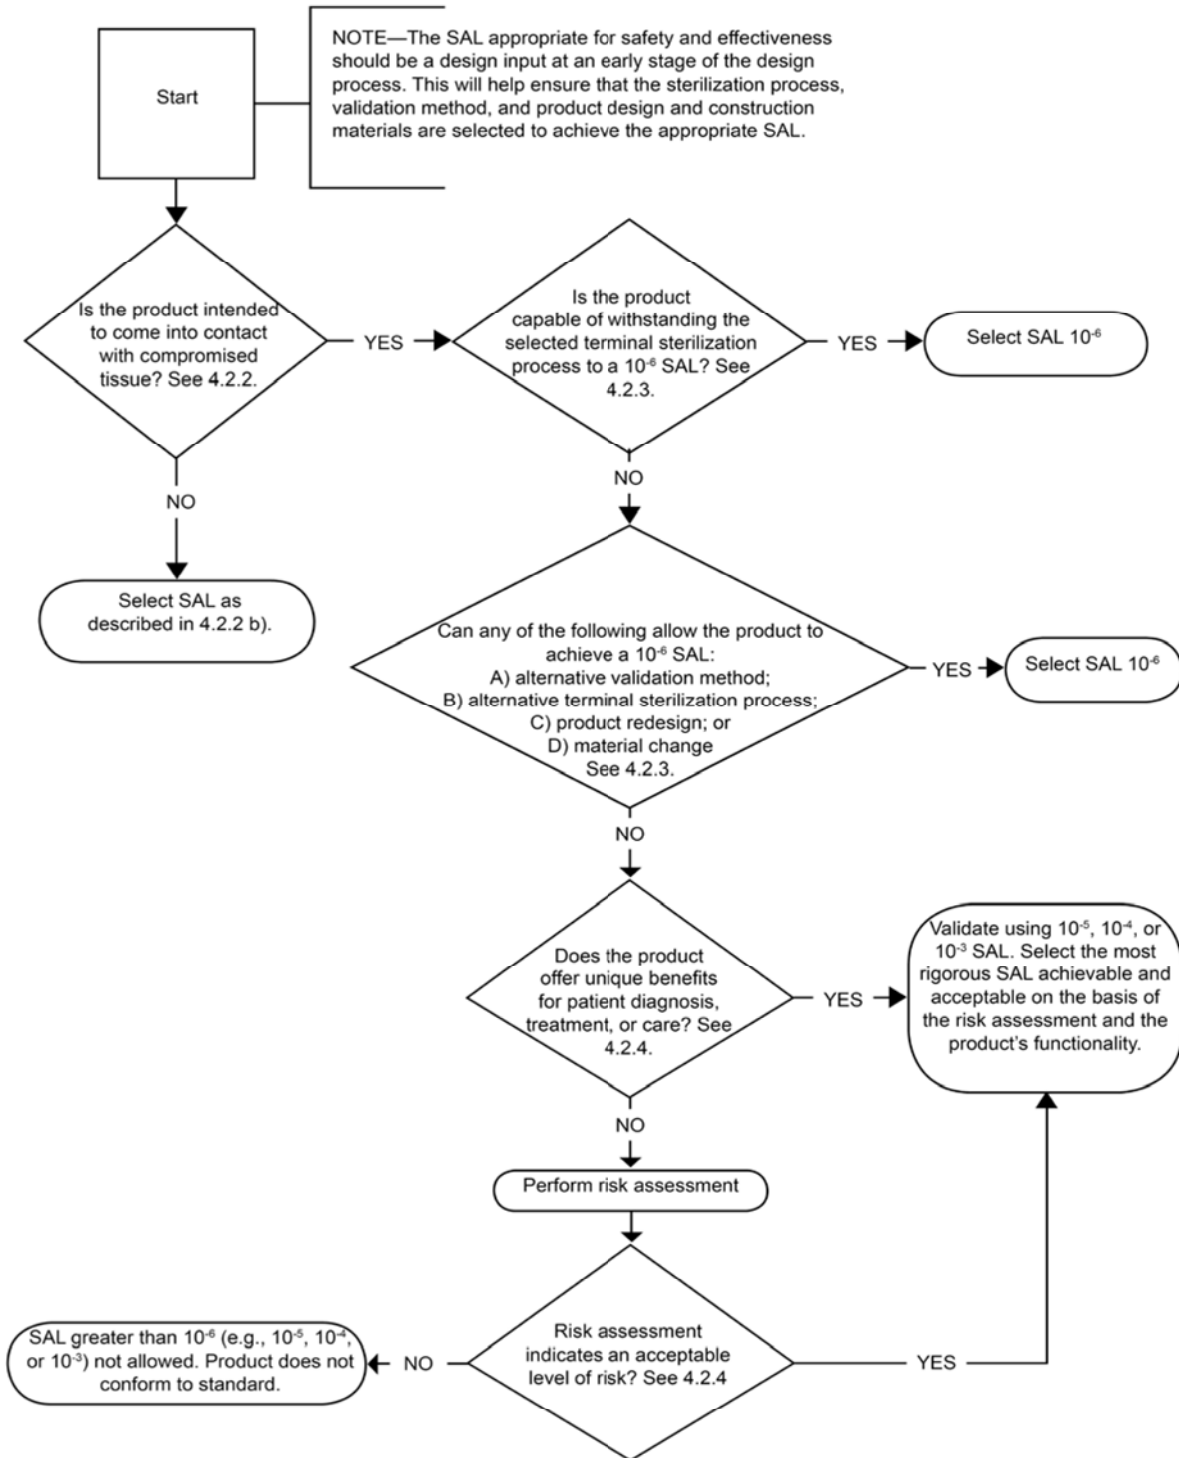 Start
NOTE—The SAL appropriate for safety and effectiveness
should be a design input at an early stage of the design
process. This will help ensure that the sterilization process,
validation method, and product design and construction
materials are selected to achieve the appropriate SAL.
Is the product intended
to come into contact
with compromised
tissue? See 4.2.2.
YES
Is the product
capable of withstanding the
selected terminal sterilization
process to a 10⁻⁶ SAL? See
4.2.3.
YES
Select SAL 10⁻⁶
NO
NO
Select SAL as
described in 4.2.2 b).
Can any of the following allow the product to
achieve a 10⁻⁶ SAL:
A) alternative validation method;
B) alternative terminal sterilization process;
C) product redesign; or
D) material change
See 4.2.3.
YES
Select SAL 10⁻⁶
NO
Does the product
offer unique benefits
for patient diagnosis,
treatment, or care? See
4.2.4.
YES
Validate using 10⁻⁵, 10⁻⁴, or
10⁻³ SAL. Select the most
rigorous SAL achievable and
acceptable on the basis of
the risk assessment and the
product's functionality.
NO
Perform risk assessment
Risk assessment
indicates an acceptable
level of risk? See 4.2.4
YES
NO
SAL greater than 10⁻⁶ (e.g., 10⁻⁵, 10⁻⁴,
or 10⁻³) not allowed. Product does not
conform to standard.